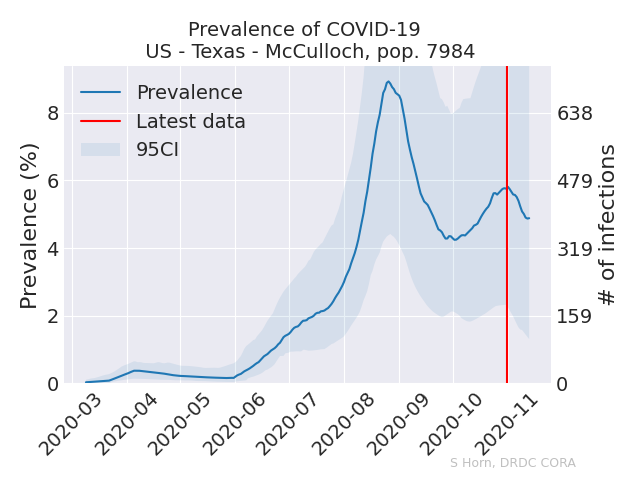 Prevalence of COVID-19
US - Texas - McCulloch, pop. 7984
Prevalence
Latest data
95CI
Prevalence (%)
8
6
4
2
0
638
479
319
159
0
# of infections
2020-03
2020-04
2020-05
2020-06
2020-07
2020-08
2020-09
2020-10
2020-11
S Horn, DRDC CORA